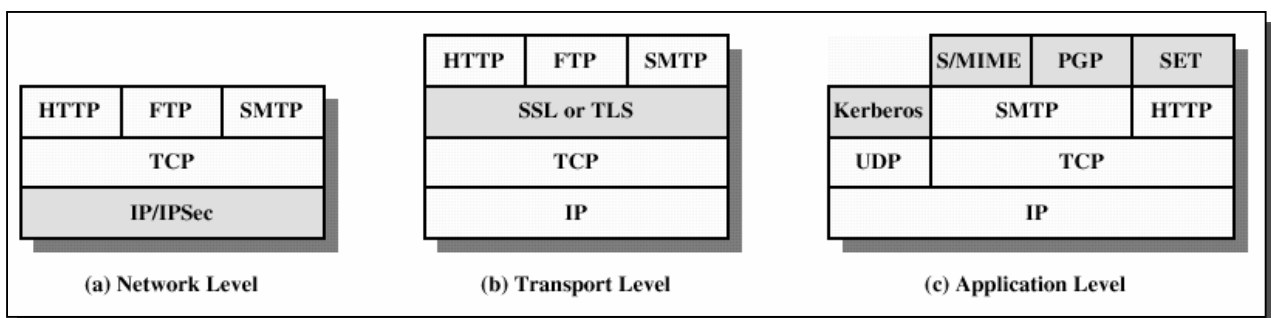 HTTP FTP SMTP
TCP
IP/IPSec
(a) Network Level
HTTP FTP SMTP
SSL or TLS
TCP
IP
(b) Transport Level
S/MIME PGP SET
Kerberos SMTP HTTP
UDP TCP
IP
(c) Application Level